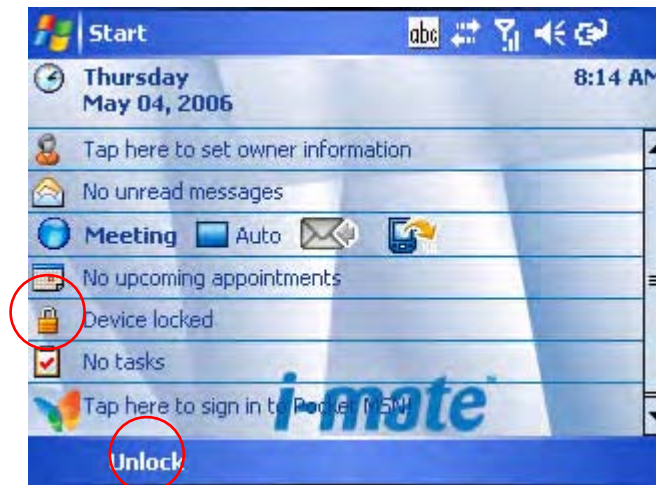 Start abc
Thursday 8:14 AM
May 04, 2006
Tap here to set owner information
No unread messages
Meeting Auto
No upcoming appointments
Device locked
No tasks
Tap here to sign in to Pocket MSN!
i-mate
Unlock